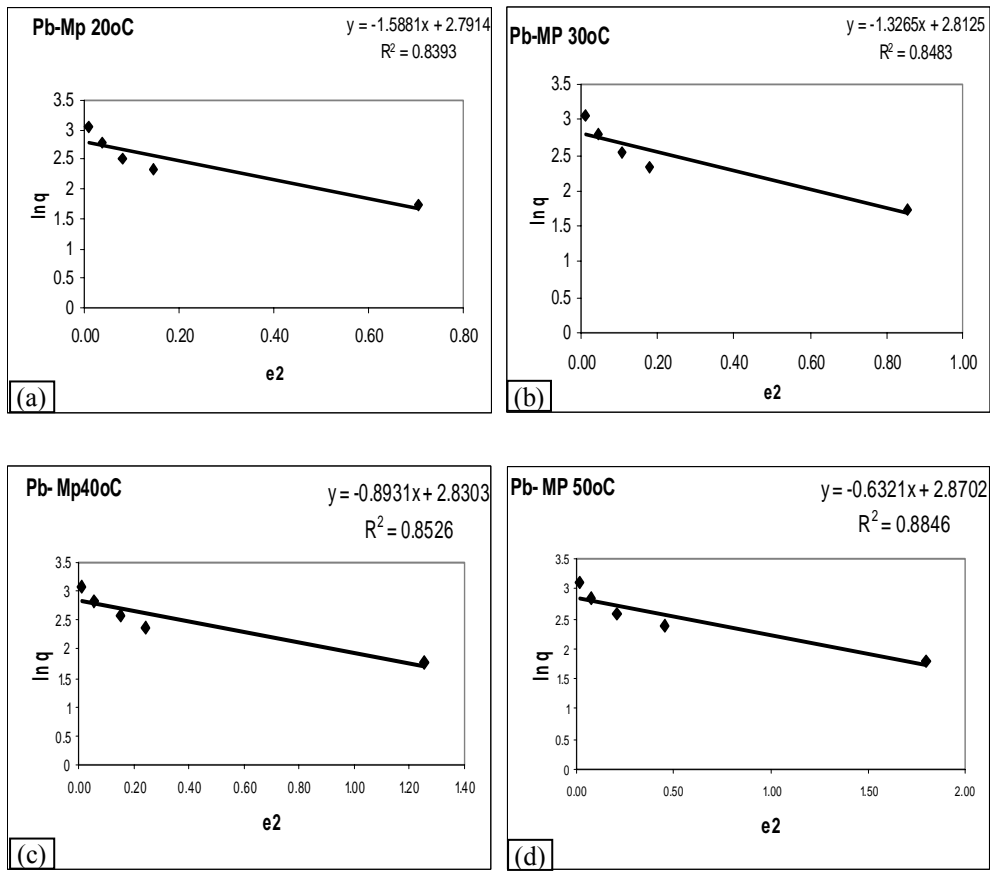 Pb-Mp 20oC
y = -1.5881x + 2.7914
R² = 0.8393
3.5
3
2.5
2
1.5
1
0.5
0
ln q
0.00 0.20 0.40 0.60 0.80
e2
(a)
Pb-MP 30oC
y = -1.3265x + 2.8125
R² = 0.8483
3.5
3
2.5
2
1.5
1
0.5
0
ln q
0.00 0.20 0.40 0.60 0.80 1.00
e2
(b)
Pb- Mp40oC
y = -0.8931x + 2.8303
R² = 0.8526
3.5
3
2.5
2
1.5
1
0.5
0
ln q
0.00 0.20 0.40 0.60 0.80 1.00 1.20 1.40
e2
(c)
Pb- MP 50oC
y = -0.6321x + 2.8702
R² = 0.8846
3.5
3
2.5
2
1.5
1
0.5
0
ln q
0.00 0.50 1.00 1.50 2.00
e2
(d)